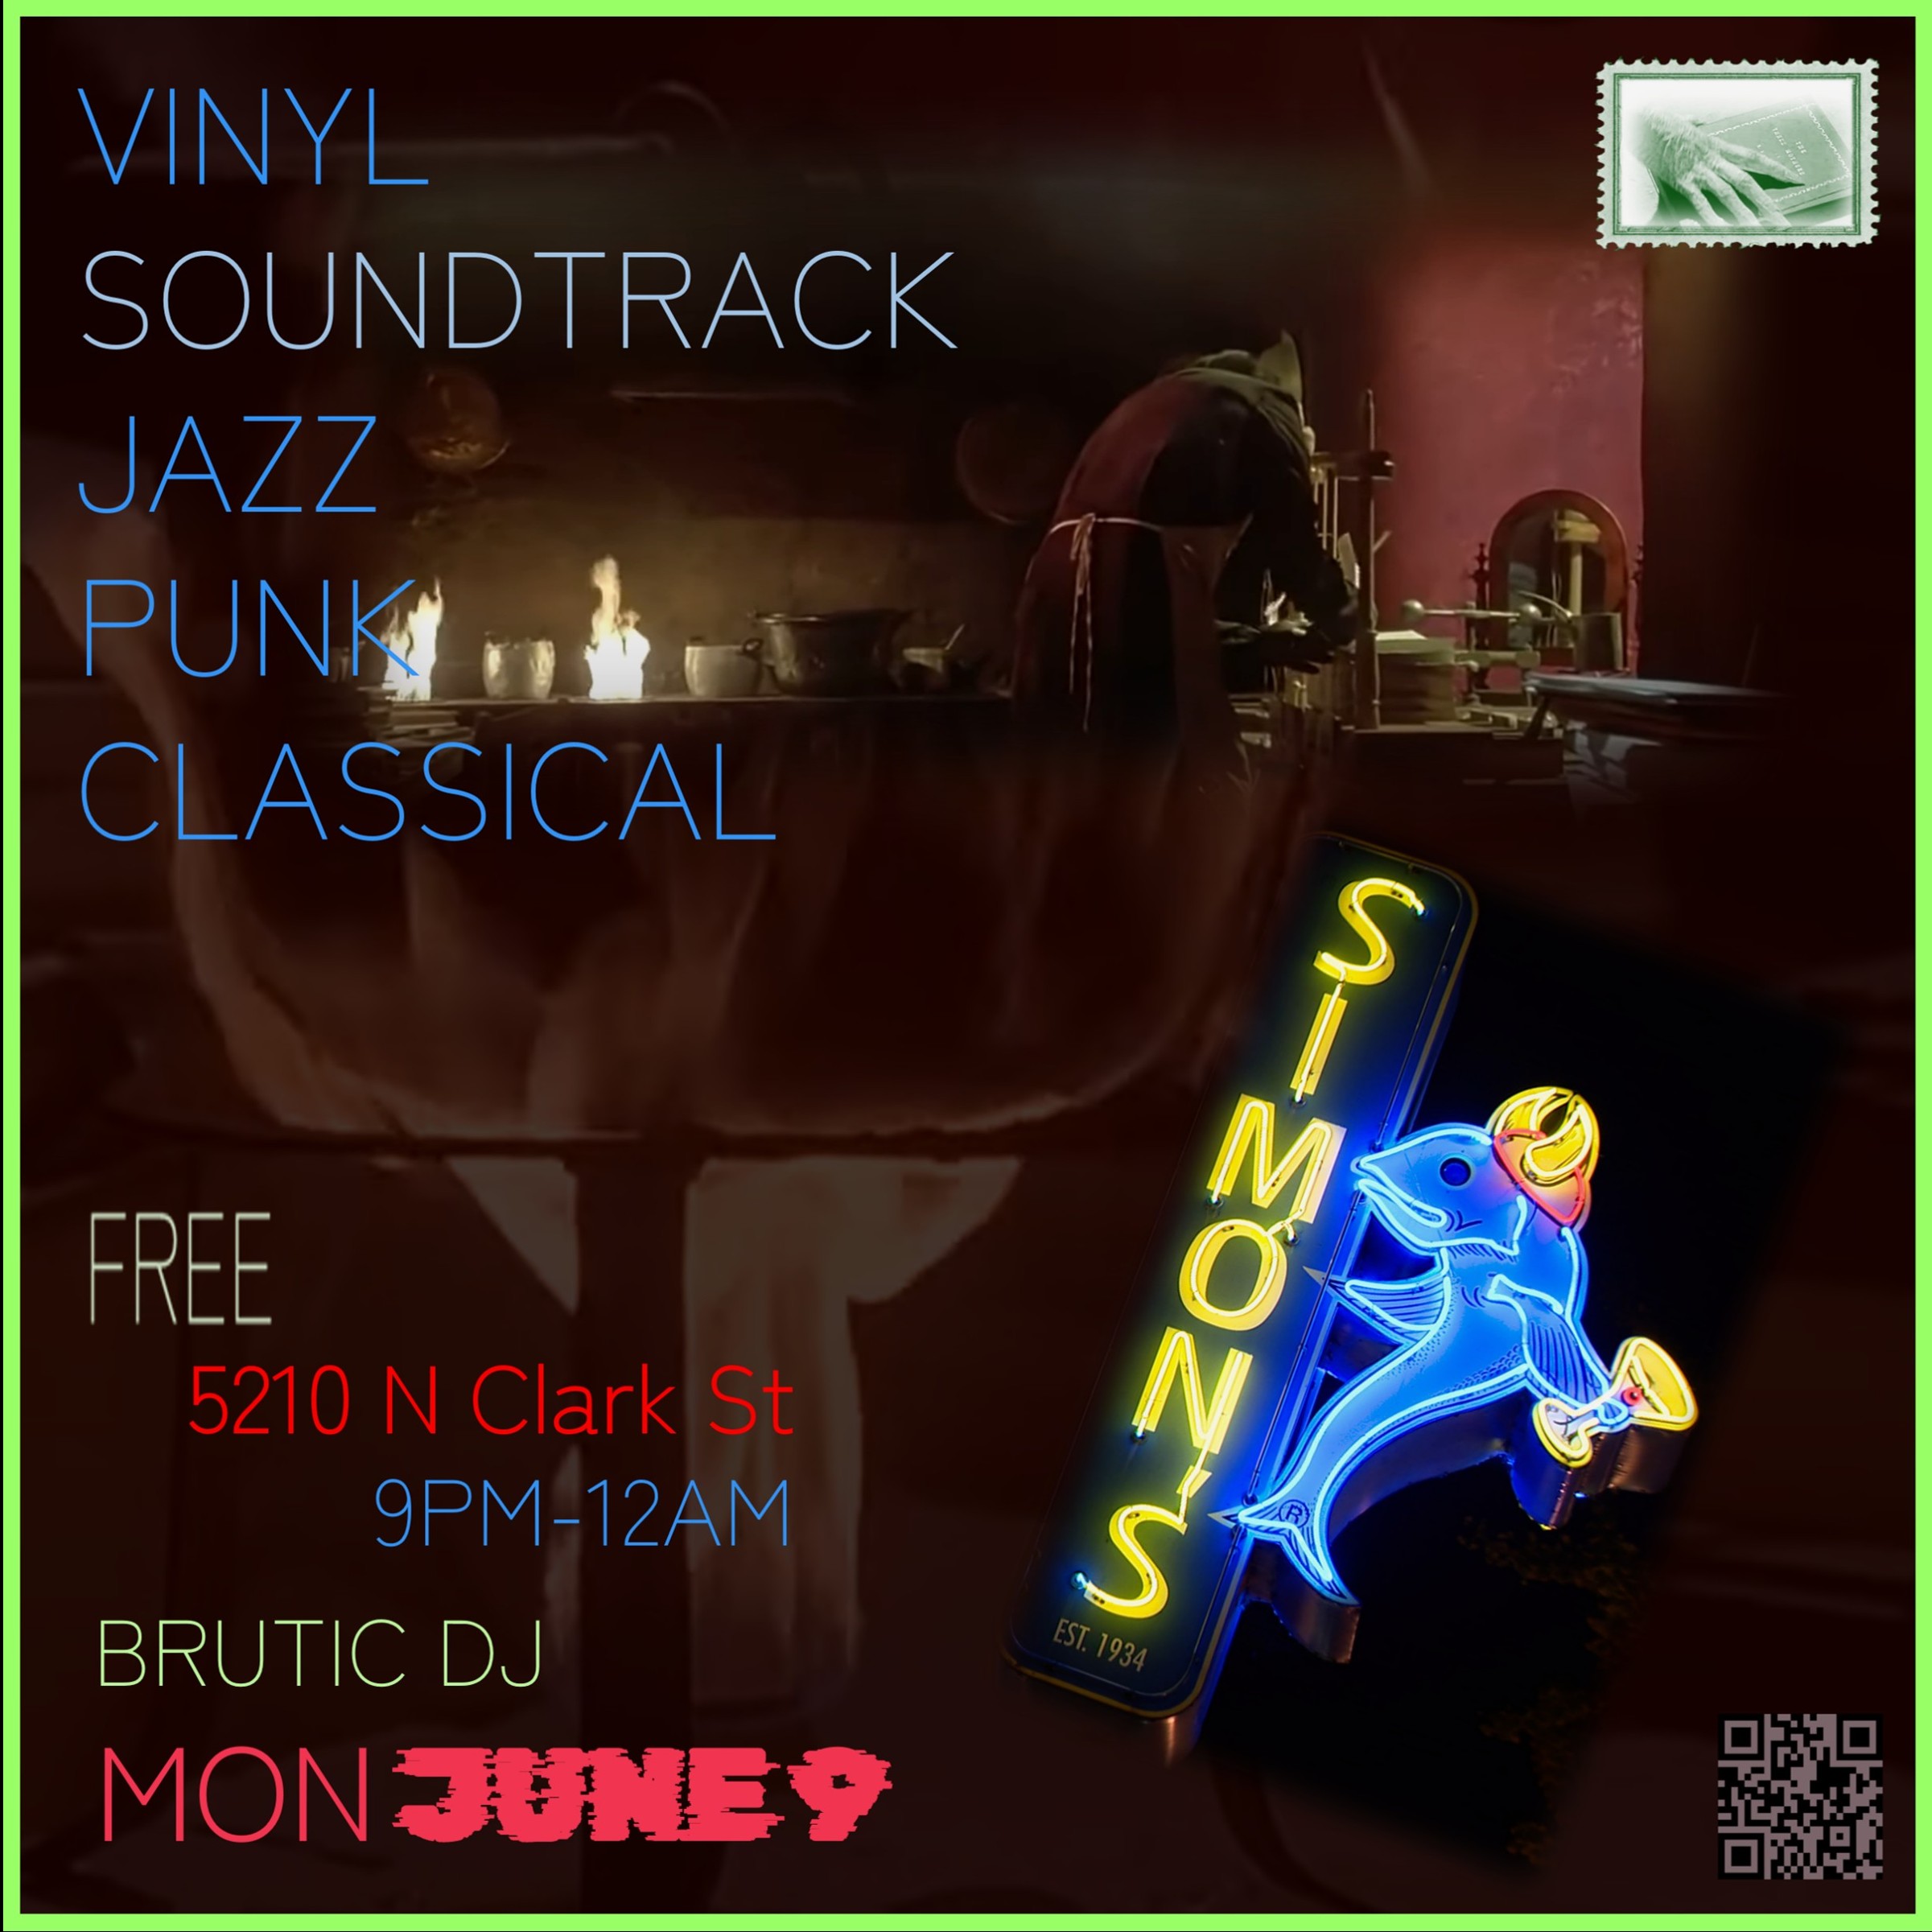 VINYL
SOUNDTRACK
JAZZ
PUNK
CLASSICAL
SIMON'S
EST. 1934
®
FREE
5210 N Clark St
9PM-12AM
BRUTIC DJ
MON JUNE 9